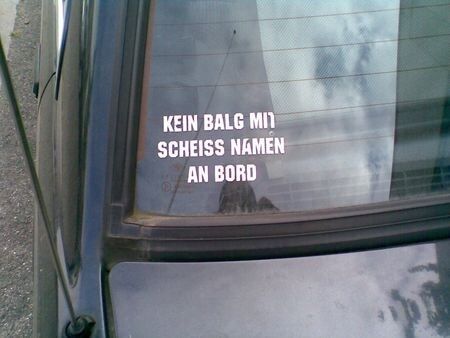 KEIN BALG MIT
SCHEISS NAMEN
AN BORD